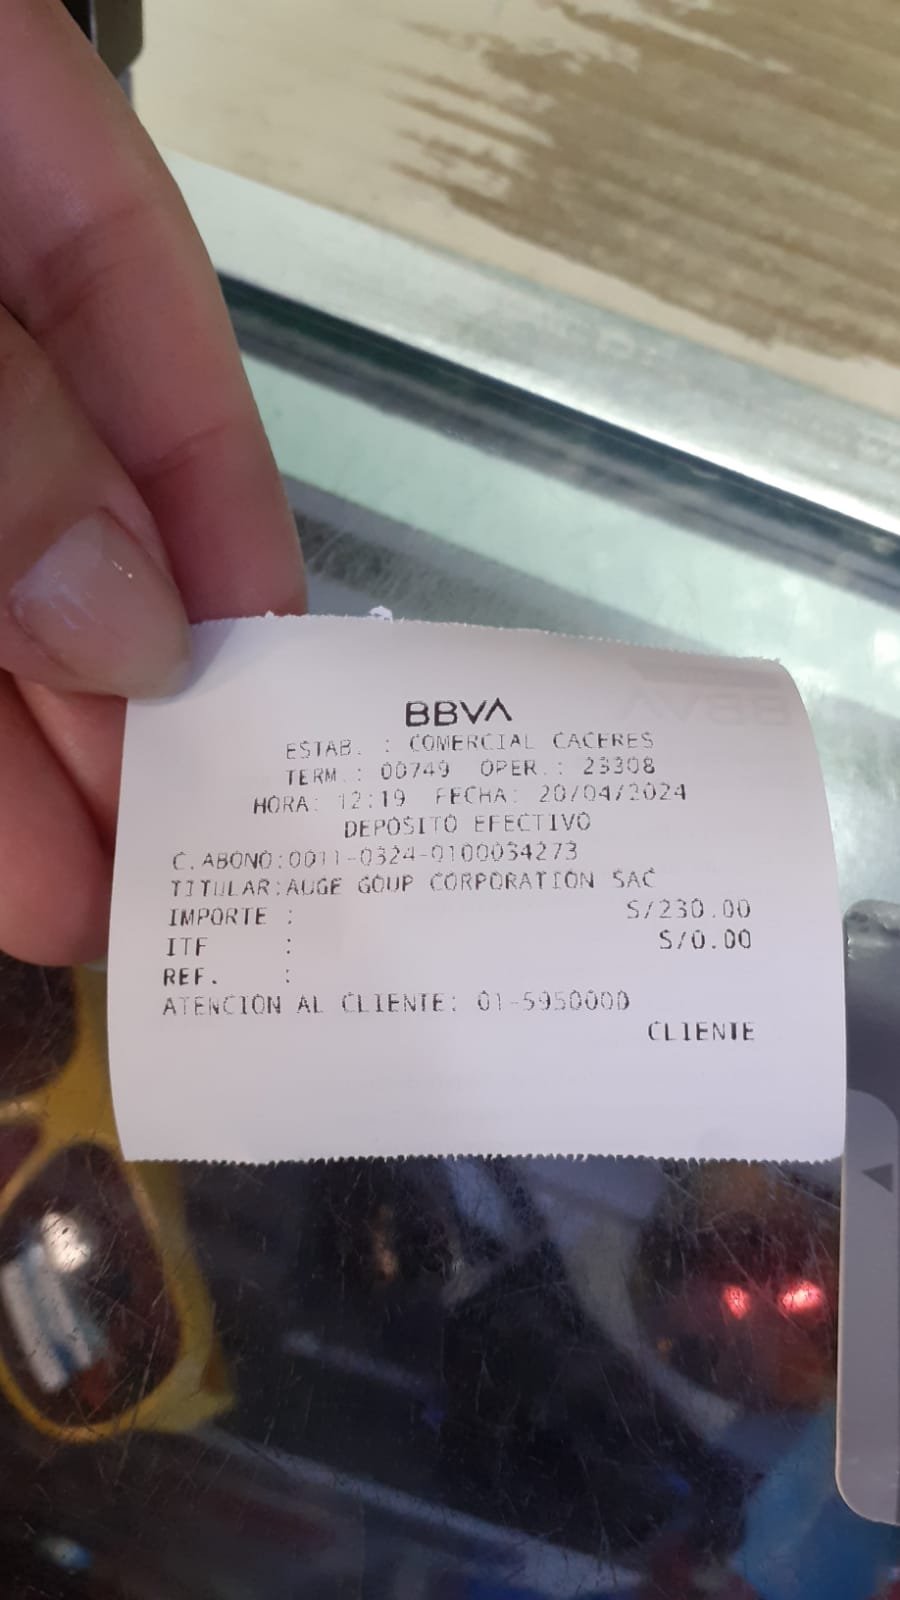 BBVA
ESTAB. : COMERCIAL CACERES
TERM.: 00749 OPER.: 23308
HORA: 12:19 FECHA: 20/04/2024
DEPOSITO EFECTIVO
C.ABONO:0011-0324-0100034273
TITULAR:AUGE GOUP CORPORATION SAC
IMPORTE : S/230.00
ITF : S/0.00
REF. :
ATENCION AL CLIENTE: 01-5950000
CLIENTE